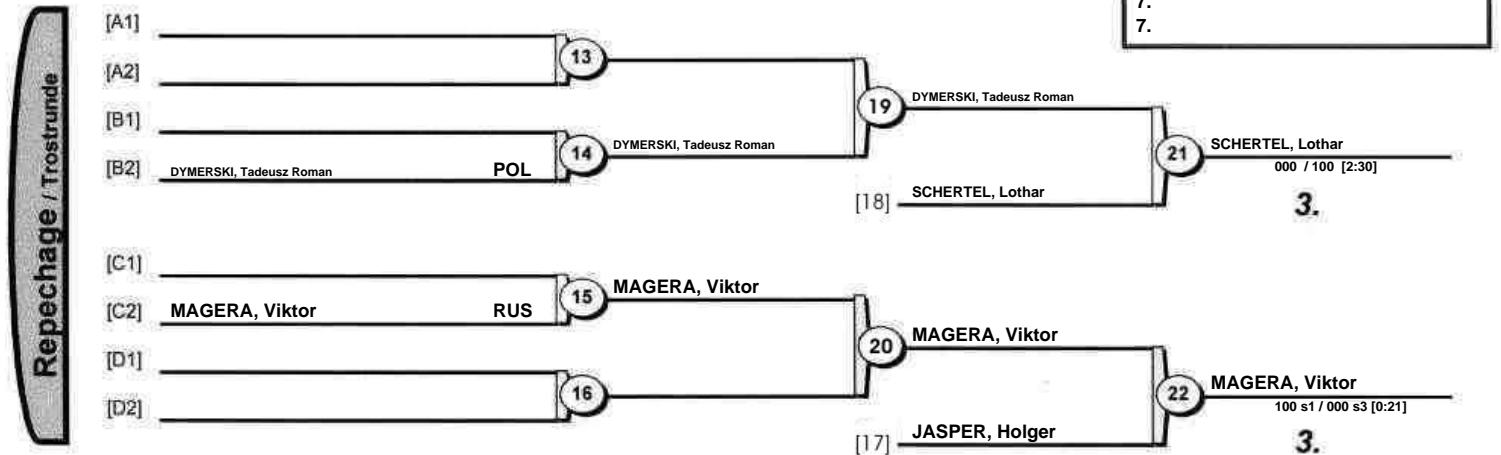 7.
7.
Repechage / Trostrunde
[A1]
[A2]
13
[B1]
[B2] DYMERSKI, Tadeusz Roman POL
14
DYMERSKI, Tadeusz Roman
19
DYMERSKI, Tadeusz Roman
[18] SCHERTEL, Lothar
21
SCHERTEL, Lothar
000 / 100 [2:30]
3.
[C1]
[C2] MAGERA, Viktor RUS
15
MAGERA, Viktor
[D1]
[D2]
16
20
MAGERA, Viktor
[17] JASPER, Holger
22
MAGERA, Viktor
100 s1 / 000 s3 [0:21]
3.